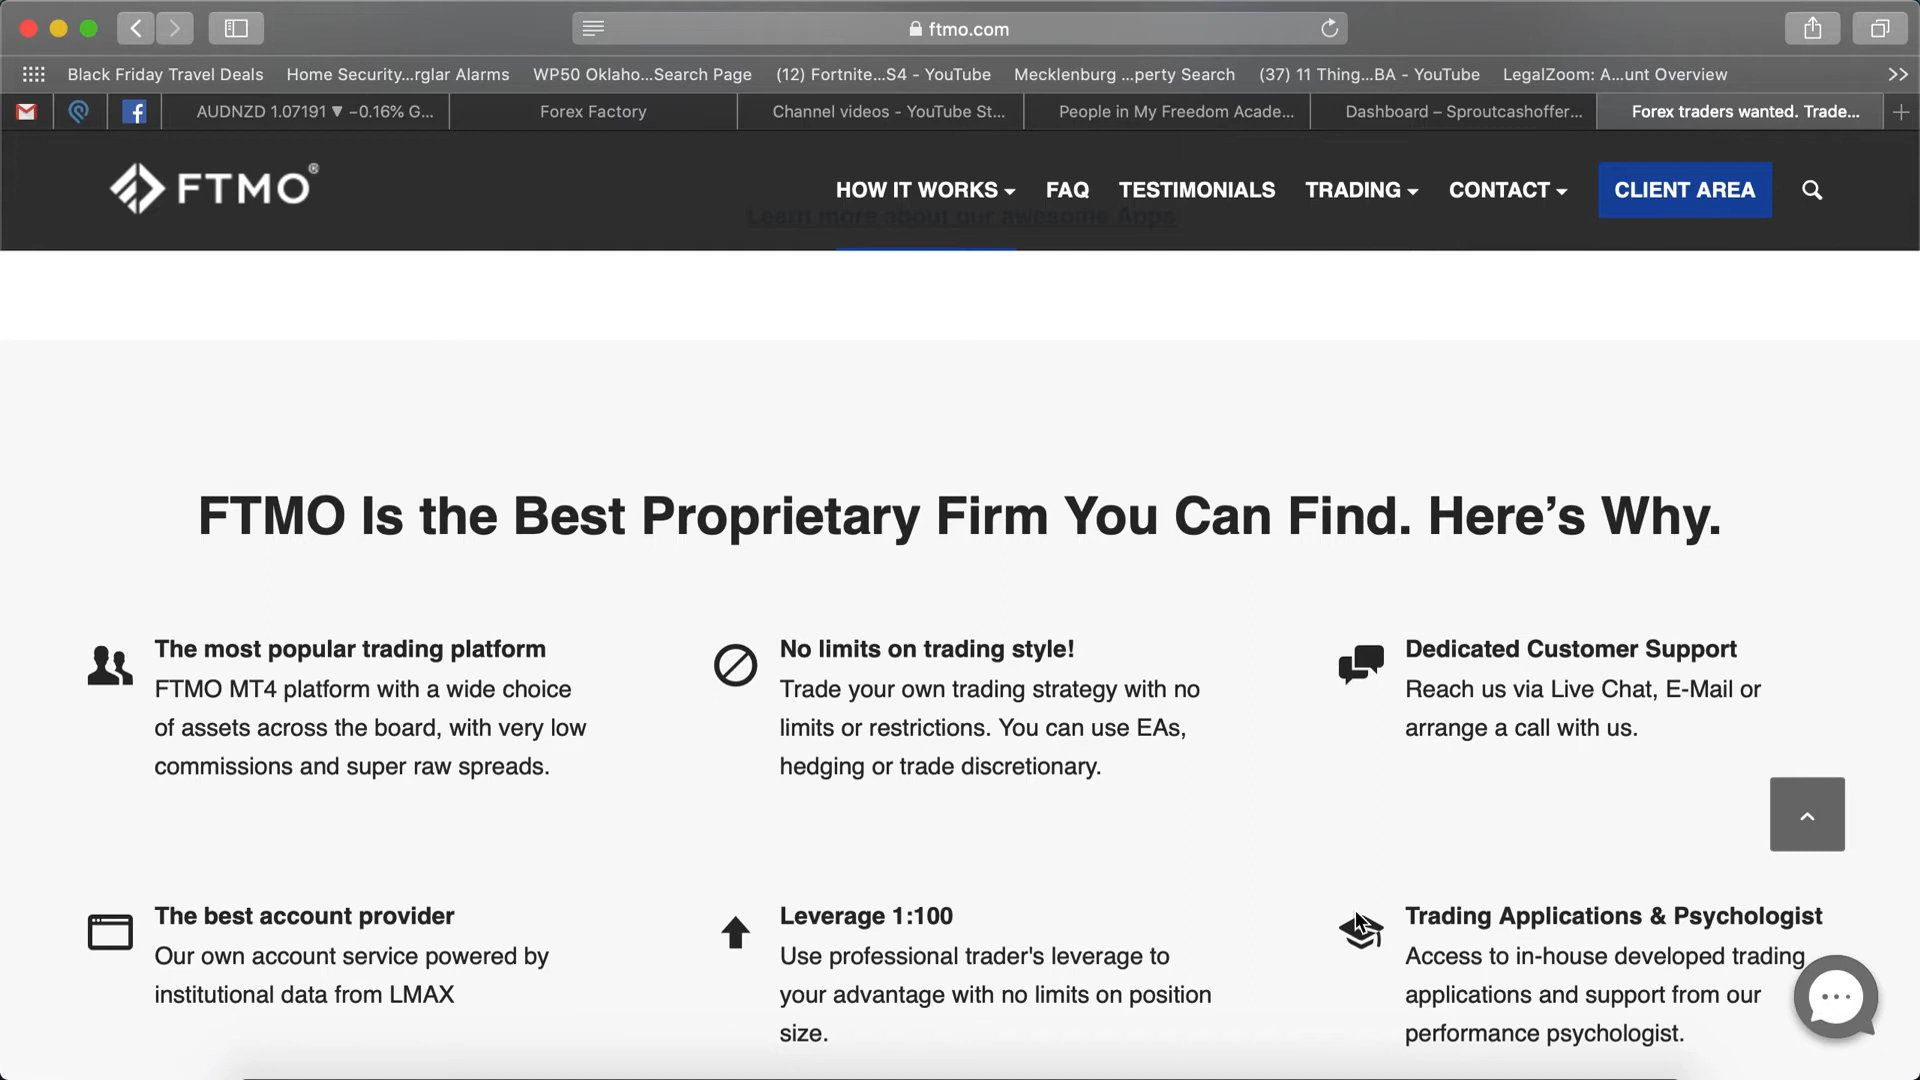 ftmo.com
Black Friday Travel Deals Home Security...rglar Alarms WP50 Oklaho...Search Page (12) Fortnite...S4 - YouTube Mecklenburg ...perty Search (37) 11 Thing...BA - YouTube LegalZoom: A...unt Overview
AUDNZD 1.07191 ▼ −0.16% G... Forex Factory Channel videos - YouTube St... People in My Freedom Acade... Dashboard – Sproutcashoffer... Forex traders wanted. Trade...
FTMO® HOW IT WORKS FAQ TESTIMONIALS TRADING CONTACT CLIENT AREA
Learn more about our awesome Apps
FTMO Is the Best Proprietary Firm You Can Find. Here's Why.
The most popular trading platform
FTMO MT4 platform with a wide choice
of assets across the board, with very low
commissions and super raw spreads.
No limits on trading style!
Trade your own trading strategy with no
limits or restrictions. You can use EAs,
hedging or trade discretionary.
Dedicated Customer Support
Reach us via Live Chat, E-Mail or
arrange a call with us.
The best account provider
Our own account service powered by
institutional data from LMAX
Leverage 1:100
Use professional trader's leverage to
your advantage with no limits on position
size.
Trading Applications & Psychologist
Access to in-house developed trading
applications and support from our
performance psychologist.